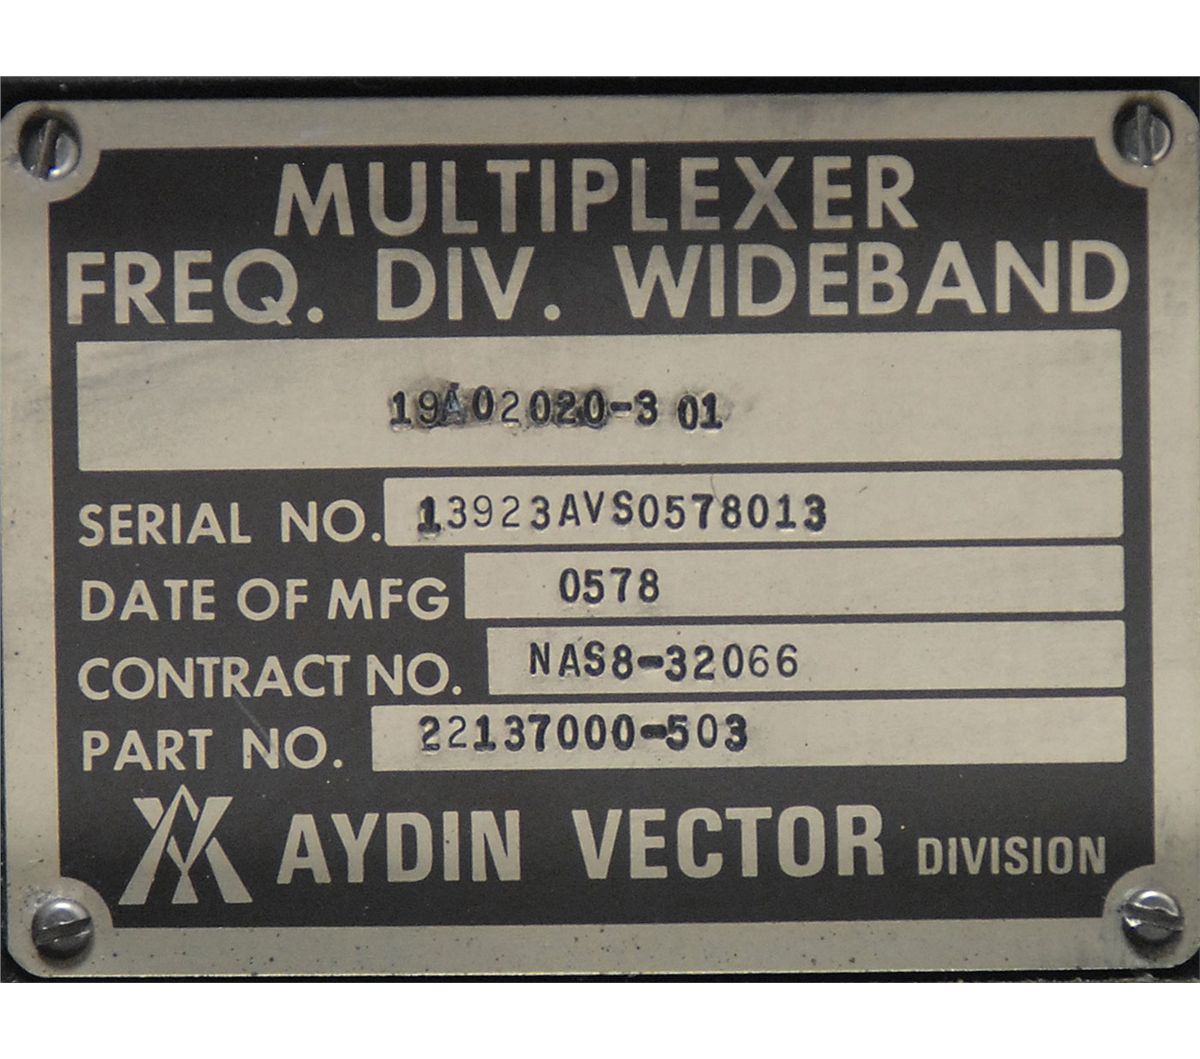 MULTIPLEXER
FREQ. DIV. WIDEBAND
19A02020-3 01
SERIAL NO. 13923AVS0578013
DATE OF MFG 0578
CONTRACT NO. NAS8-32066
PART NO. 22137000-503
AYDIN VECTOR DIVISION